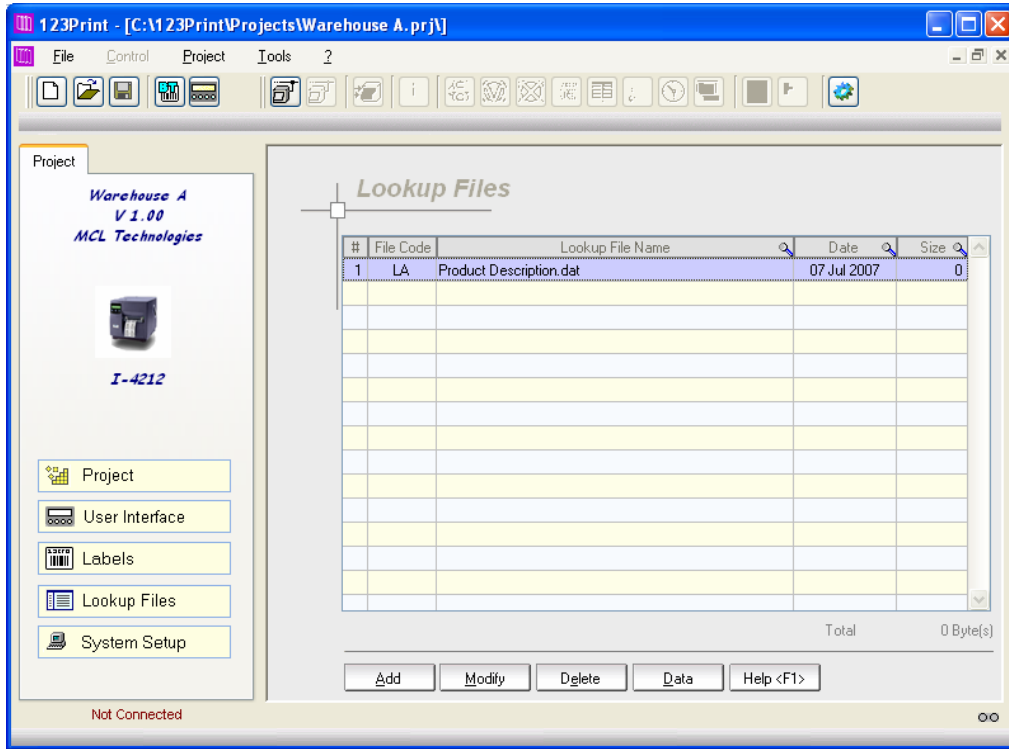 123Print - [C:\123Print\Projects\Warehouse A.prj\]
File Control Project Tools ?
Project
Warehouse A
V 1.00
MCL Technologies
I-4212
Project
User Interface
Labels
Lookup Files
System Setup
Not Connected
Lookup Files
# File Code Lookup File Name Date Size
1 LA Product Description.dat 07 Jul 2007 0
Total 0 Byte(s)
Add Modify Delete Data Help <F1>